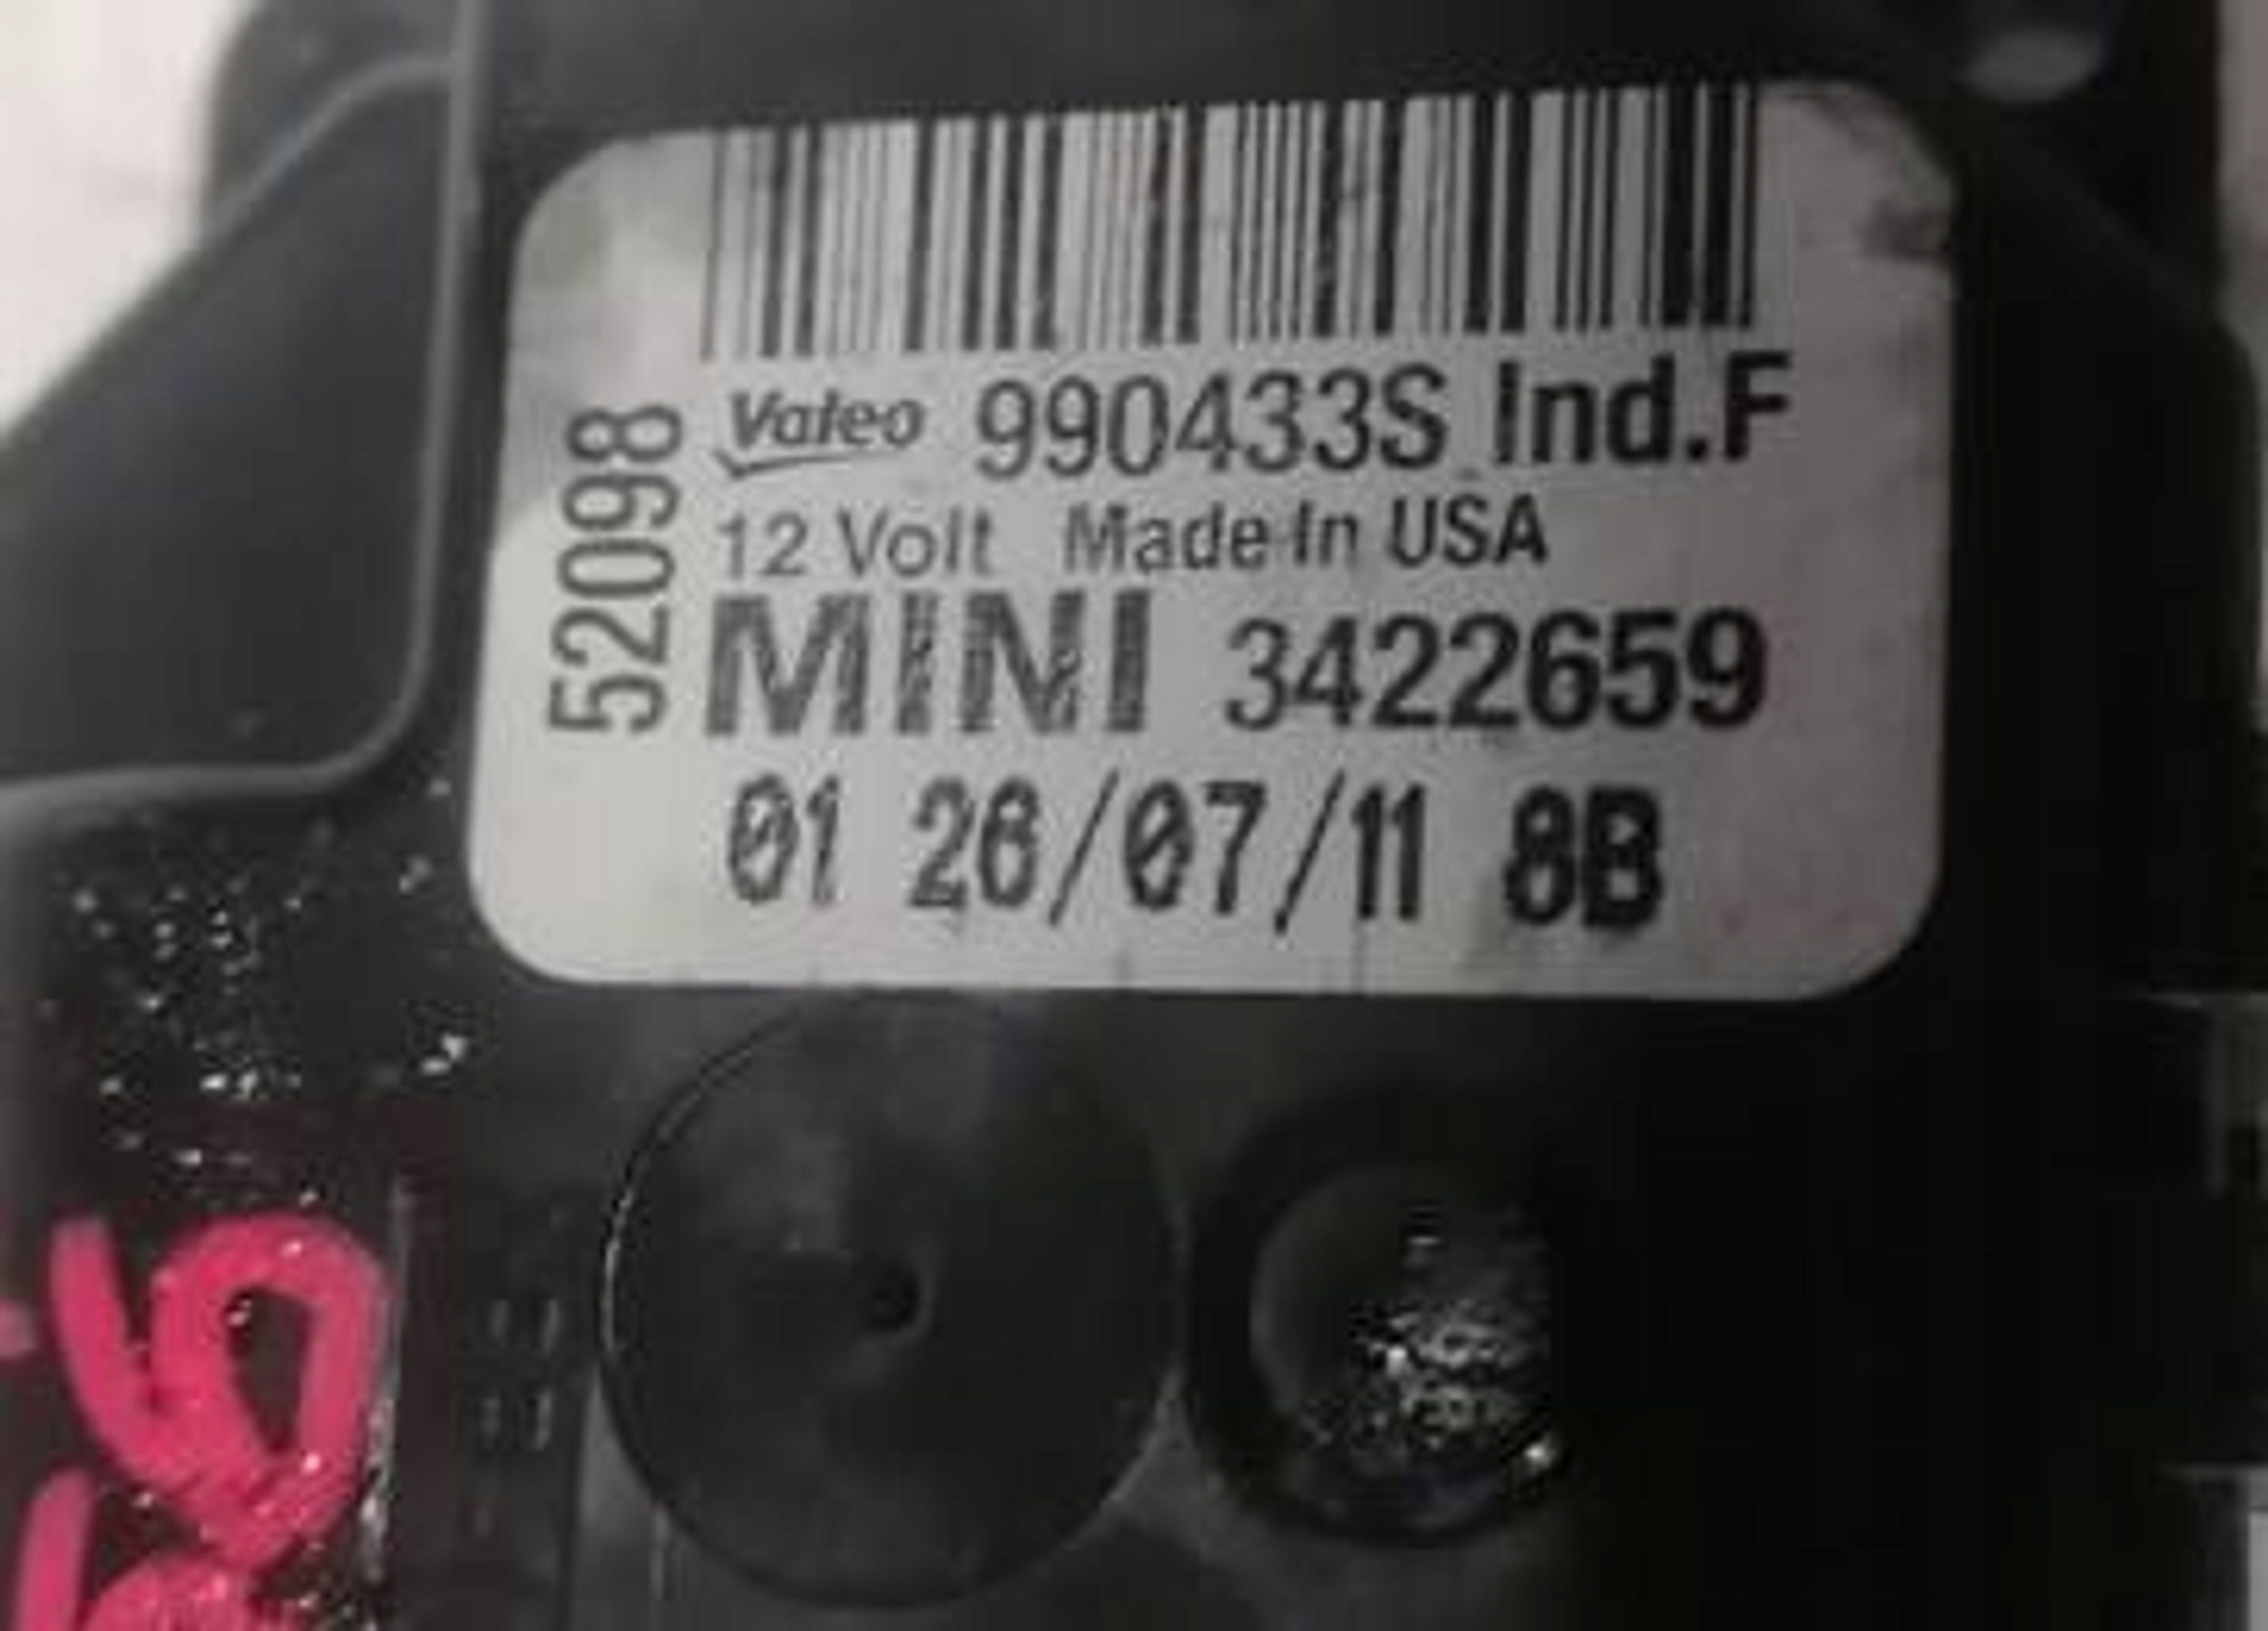 Valeo 990433S Ind.F
12 Volt Made In USA
MINI 3422659
01 26/07/11 8B
52098